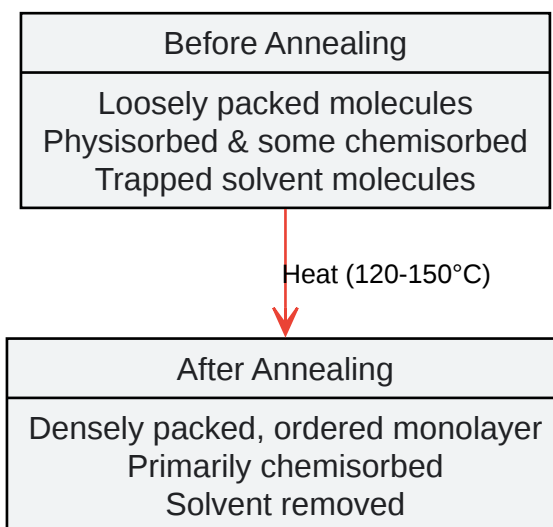 Before Annealing
Loosely packed molecules
Physisorbed & some chemisorbed
Trapped solvent molecules
Heat (120-150°C)
After Annealing
Densely packed, ordered monolayer
Primarily chemisorbed
Solvent removed